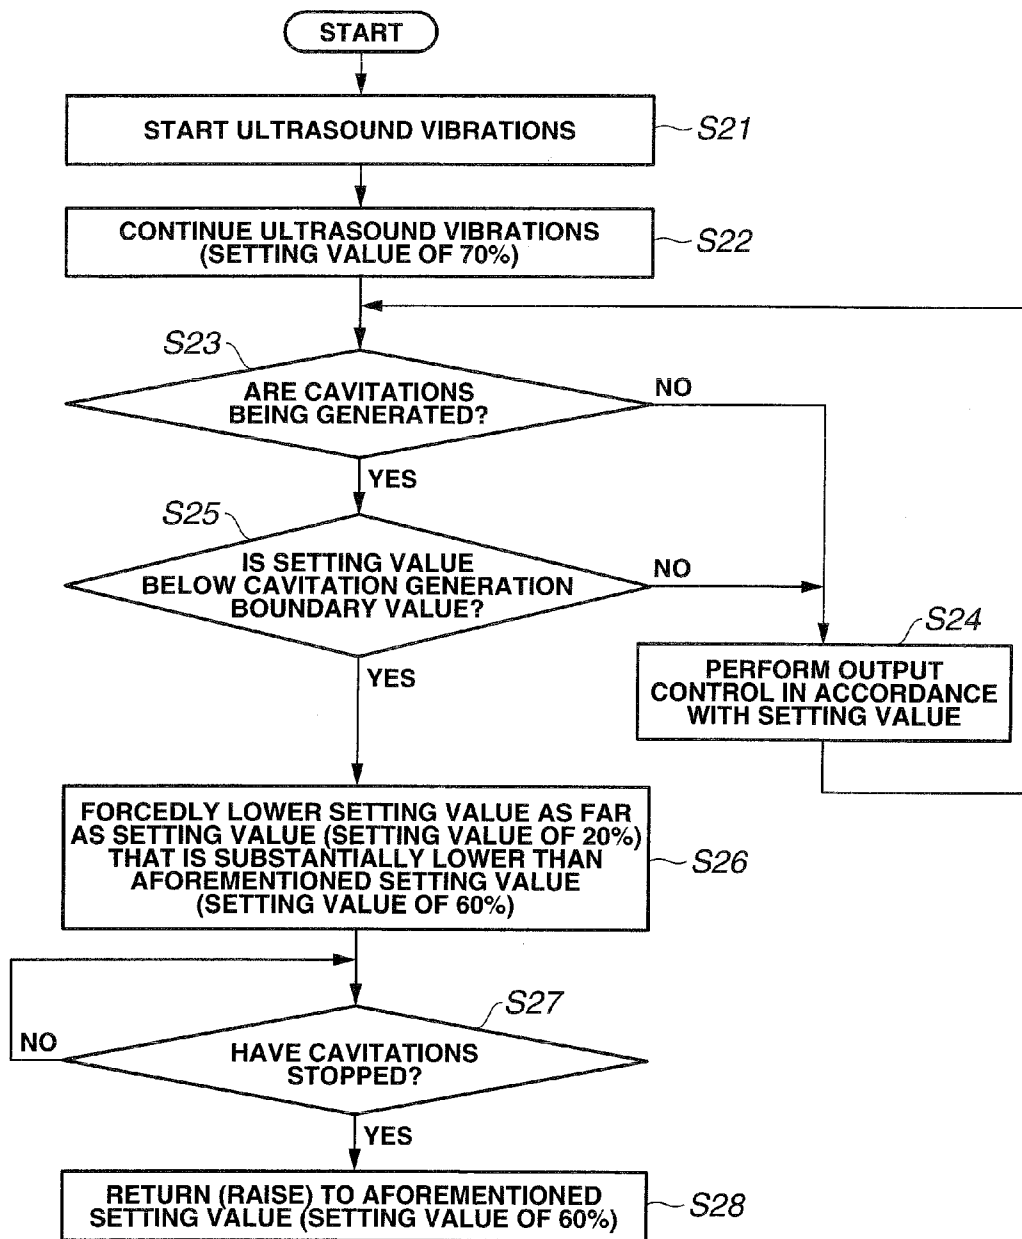 START
START ULTRASOUND VIBRATIONS
S21
CONTINUE ULTRASOUND VIBRATIONS
(SETTING VALUE OF 70%)
S22
S23
ARE CAVITATIONS
BEING GENERATED?
NO
YES
S25
IS SETTING VALUE
BELOW CAVITATION GENERATION
BOUNDARY VALUE?
NO
YES
S24
PERFORM OUTPUT
CONTROL IN ACCORDANCE
WITH SETTING VALUE
FORCEDLY LOWER SETTING VALUE AS FAR
AS SETTING VALUE (SETTING VALUE OF 20%)
THAT IS SUBSTANTIALLY LOWER THAN
AFOREMENTIONED SETTING VALUE
(SETTING VALUE OF 60%)
S26
S27
NO
HAVE CAVITATIONS
STOPPED?
YES
RETURN (RAISE) TO AFOREMENTIONED
SETTING VALUE (SETTING VALUE OF 60%)
S28